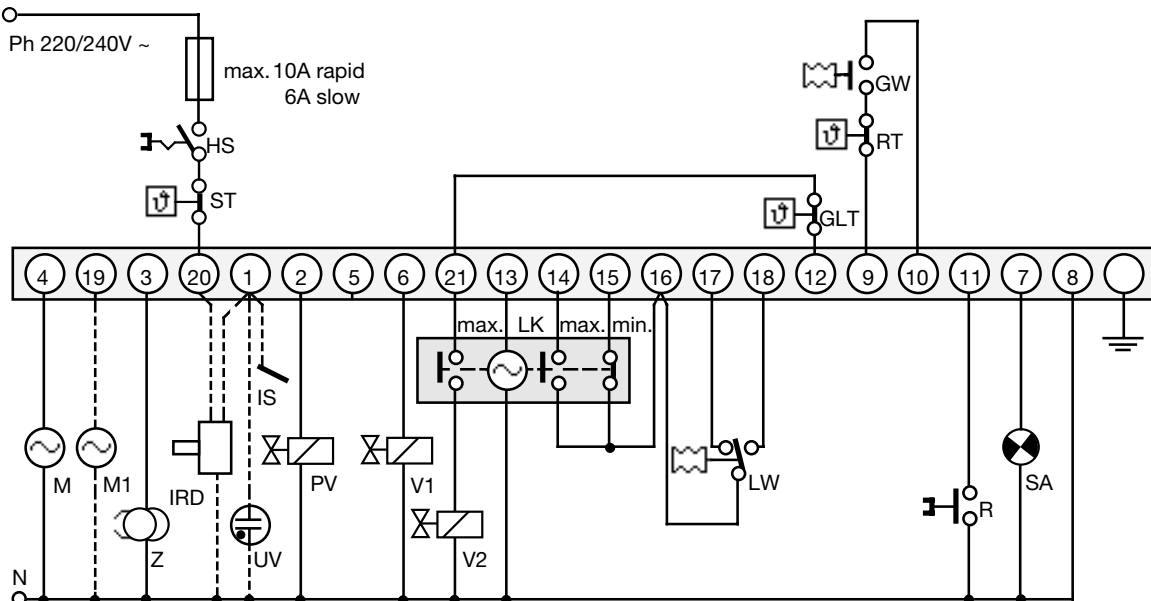 Ph 220/240V ~
max. 10A rapid
6A slow
GW
HS
RT
ϑ
ϑ
ST
ϑ
GLT
4 19 3 20 1 2 5 6 21 13 14 15 16 17 18 12 9 10 11 7 8
max. LK max. min.
IS
M
M1
IRD
PV
V1
LW
SA
R
Z
UV
V2
N